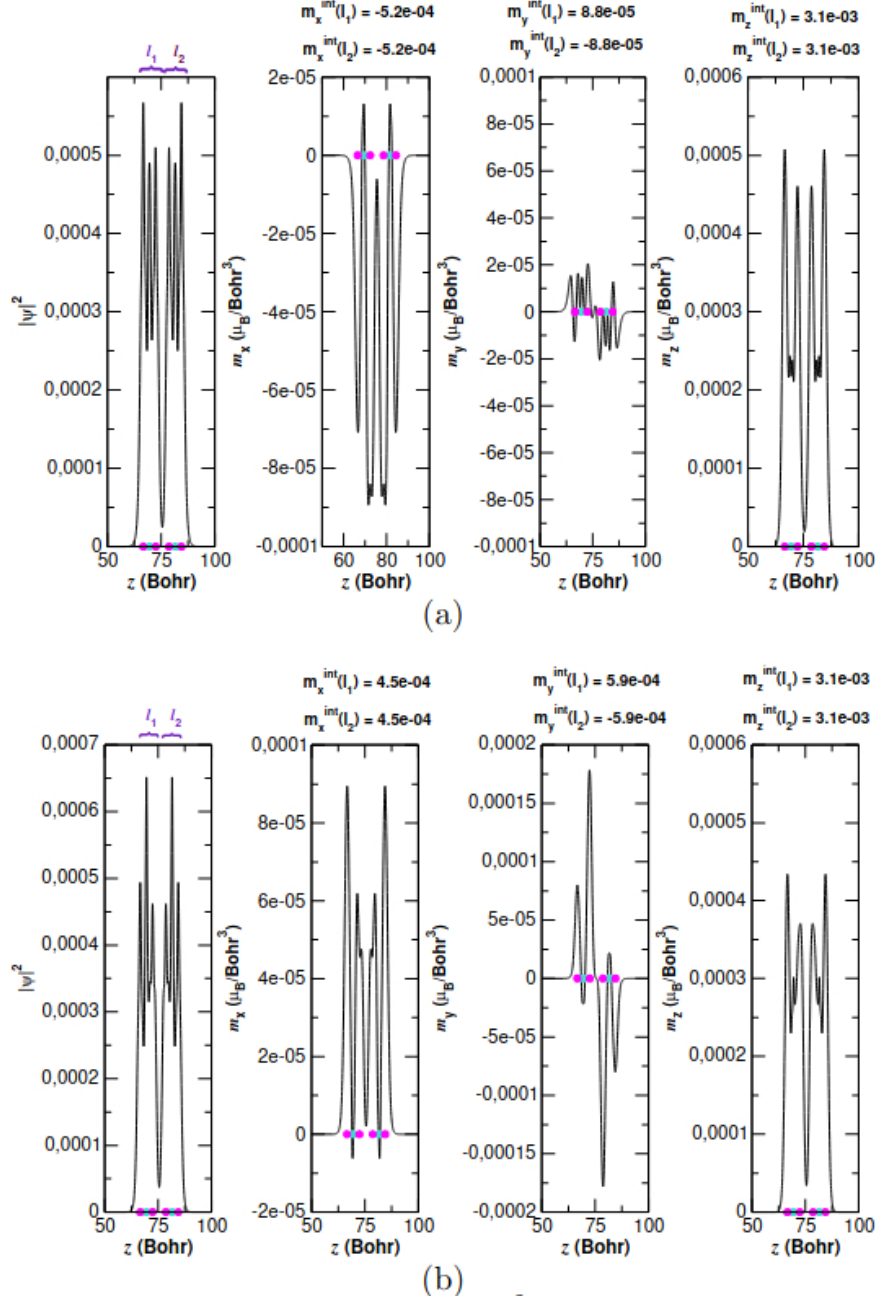 m_x^int(l_1) = -5.2e-04
m_x^int(l_2) = -5.2e-04
m_y^int(l_1) = 8.8e-05
m_y^int(l_2) = -8.8e-05
m_z^int(l_1) = 3.1e-03
m_z^int(l_2) = 3.1e-03
l_1 l_2
|ψ|^2
0,0005
0,0004
0,0003
0,0002
0,0001
0
50 75 100
z (Bohr)
m_x (μ_B/Bohr^3)
2e-05
0
-2e-05
-4e-05
-6e-05
-8e-05
-0,0001
60 80 100
z (Bohr)
m_y (μ_B/Bohr^3)
0,0001
8e-05
6e-05
4e-05
2e-05
0
-2e-05
-4e-05
-6e-05
-8e-05
-0,0001
50 75 100
z (Bohr)
m_z (μ_B/Bohr^3)
0,0006
0,0005
0,0004
0,0003
0,0002
0,0001
0
50 75 100
z (Bohr)
(a)
m_x^int(l_1) = 4.5e-04
m_x^int(l_2) = 4.5e-04
m_y^int(l_1) = 5.9e-04
m_y^int(l_2) = -5.9e-04
m_z^int(l_1) = 3.1e-03
m_z^int(l_2) = 3.1e-03
l_1 l_2
|ψ|^2
0,0007
0,0006
0,0005
0,0004
0,0003
0,0002
0,0001
0
50 75 100
z (Bohr)
m_x (μ_B/Bohr^3)
0,0001
8e-05
6e-05
4e-05
2e-05
0
-2e-05
50 75 100
z (Bohr)
m_y (μ_B/Bohr^3)
0,0002
0,00015
0,0001
5e-05
0
-5e-05
-0,0001
-0,00015
-0,0002
50 75 100
z (Bohr)
m_z (μ_B/Bohr^3)
0,0006
0,0005
0,0004
0,0003
0,0002
0,0001
0
50 75 100
z (Bohr)
(b)